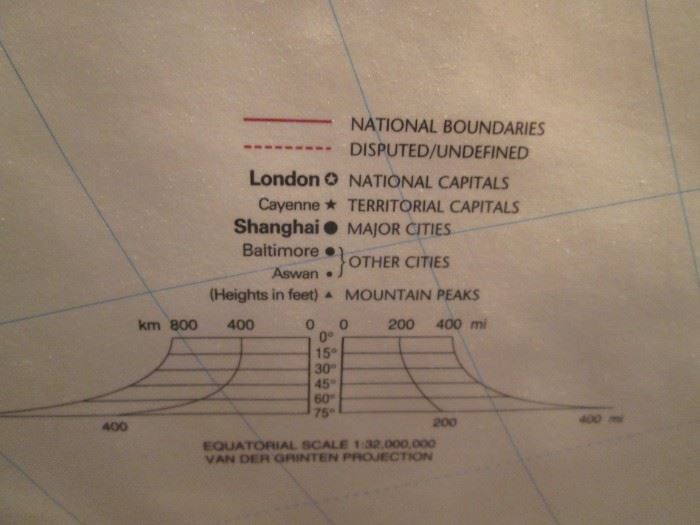 NATIONAL BOUNDARIES
DISPUTED/UNDEFINED
London NATIONAL CAPITALS
Cayenne ★ TERRITORIAL CAPITALS
Shanghai ● MAJOR CITIES
Baltimore •
OTHER CITIES
Aswan •
(Heights in feet) ▲ MOUNTAIN PEAKS
km 800 400 0 0 200 400 mi
0°
15°
30°
45°
60°
75°
400 200 400 mi
EQUATORIAL SCALE 1:32,000,000
VAN DER GRINTEN PROJECTION